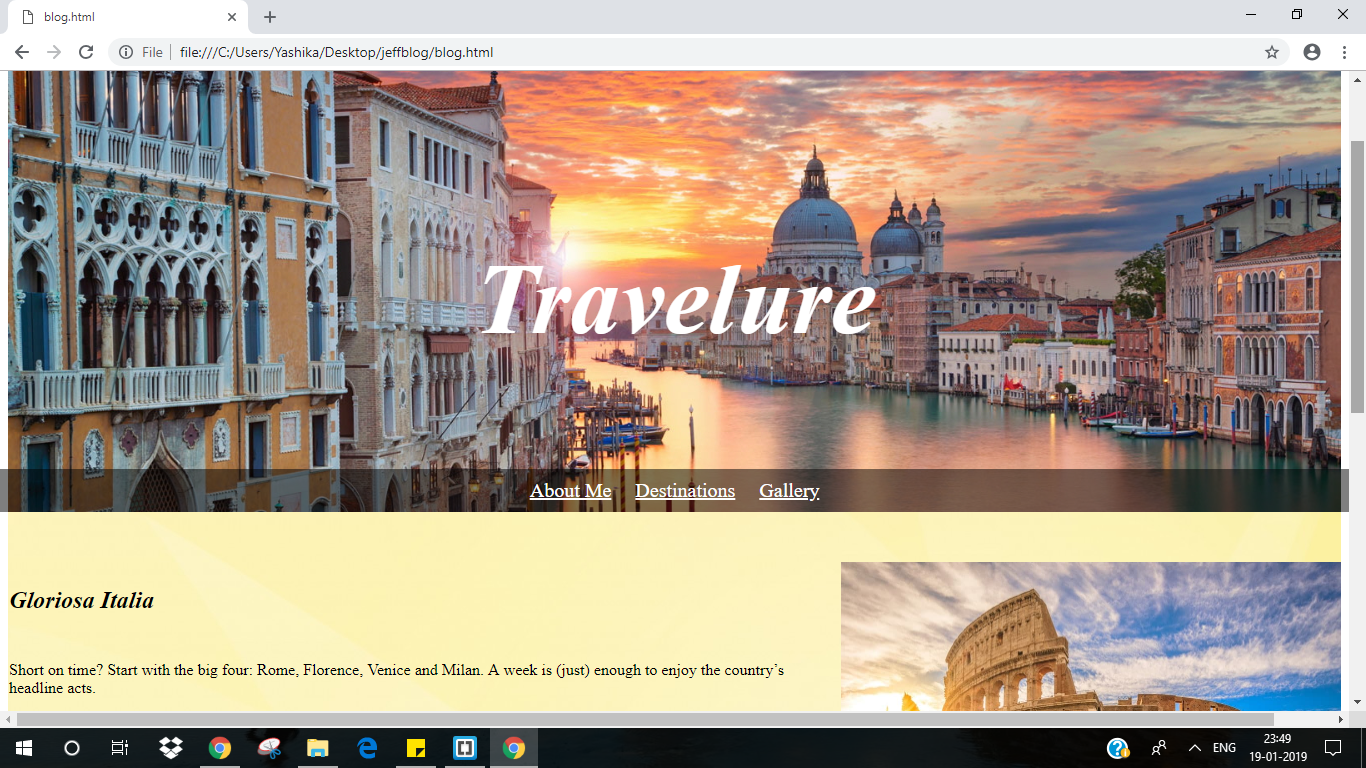 blog.html
File
file:///C:/Users/Yashika/Desktop/jeffblog/blog.html
Travelure
About Me Destinations Gallery
Gloriosa Italia
Short on time? Start with the big four: Rome, Florence, Venice and Milan. A week is (just) enough to enjoy the country’s
headline acts.
ENG
23:49
19-01-2019